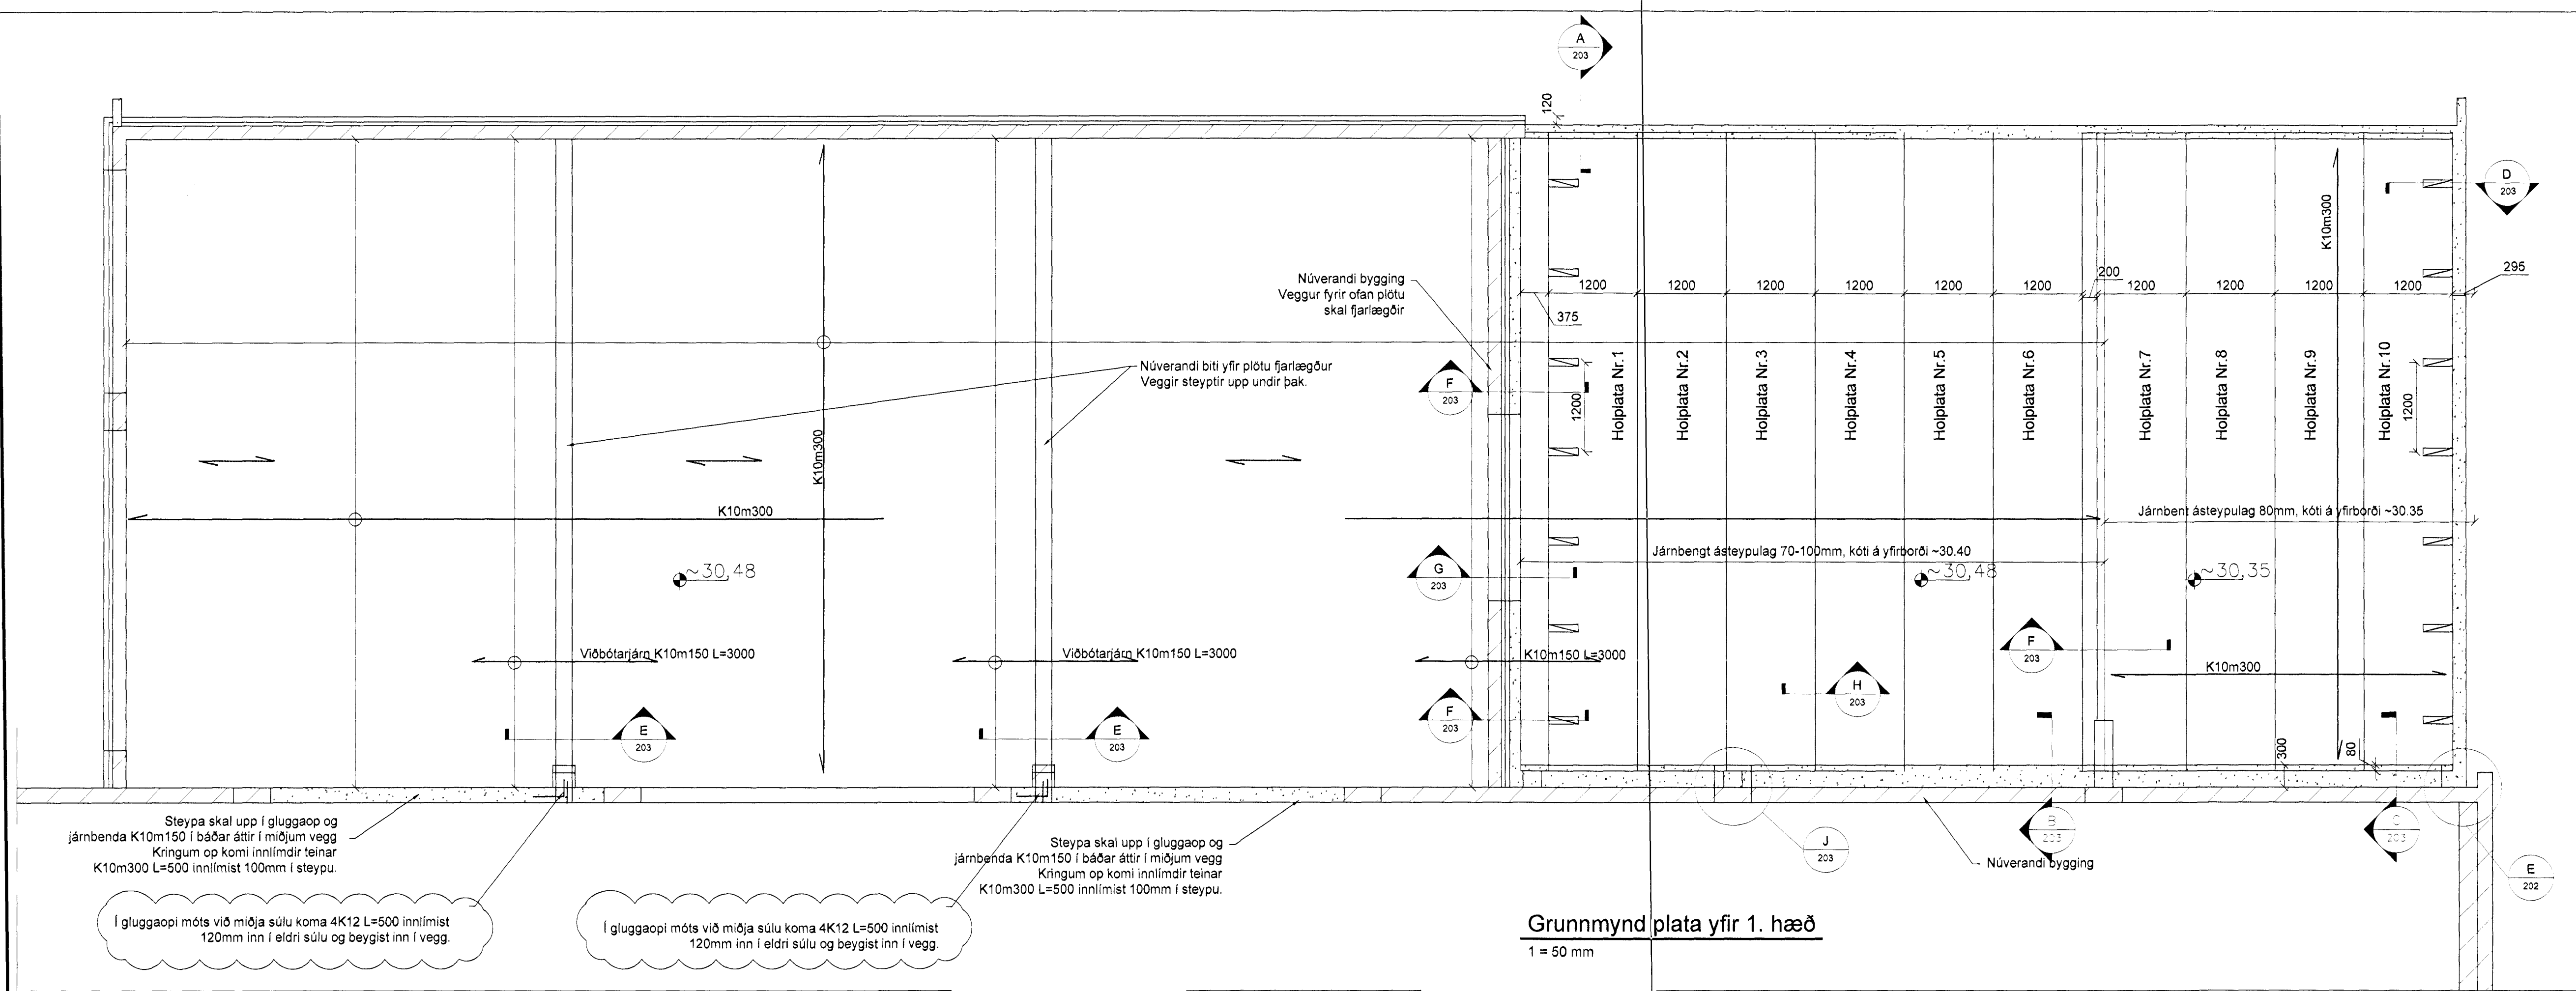 A
203
120
D
203
K10m300
Núverandi bygging
Veggur fyrir ofan plötu
skal fjarlægðir
375
1200
1200
1200
1200
1200
1200
200
1200
1200
1200
1200
295
Núverandi biti yfir plötu fjarlægður
Veggir steyptir upp undir þak.
F
203
1200
Holplata Nr.1
Holplata Nr.2
Holplata Nr.3
Holplata Nr.4
Holplata Nr.5
Holplata Nr.6
Holplata Nr.7
Holplata Nr.8
Holplata Nr.9
Holplata Nr.10
1200
K10m300
K10m300
Járnbent ásteypulag 80mm, kóti á yfirborði ~30.35
Járnbengt ásteypulag 70-100mm, kóti á yfirborði ~30.40
~30,48
G
203
~30,48
~30,35
Viðbótarjárn K10m150 L=3000
Viðbótarjárn K10m150 L=3000
K10m150 L=3000
F
203
K10m300
H
203
E
203
E
203
F
203
300
80
Steypa skal upp í gluggaop og
járnbenda K10m150 í báðar áttir í miðjum vegg
Kringum op komi innlímdir teinar
K10m300 L=500 innlímist 100mm í steypu.
Steypa skal upp í gluggaop og
járnbenda K10m150 í báðar áttir í miðjum vegg
Kringum op komi innlímdir teinar
K10m300 L=500 innlímist 100mm í steypu.
J
203
B
203
C
203
Núverandi bygging
E
202
Í gluggaopi móts við miðja súlu koma 4K12 L=500 innlímist
120mm inn í eldri súlu og beygist inn í vegg.
Í gluggaopi móts við miðja súlu koma 4K12 L=500 innlímist
120mm inn í eldri súlu og beygist inn í vegg.
Grunnmynd plata yfir 1. hæð
1 = 50 mm